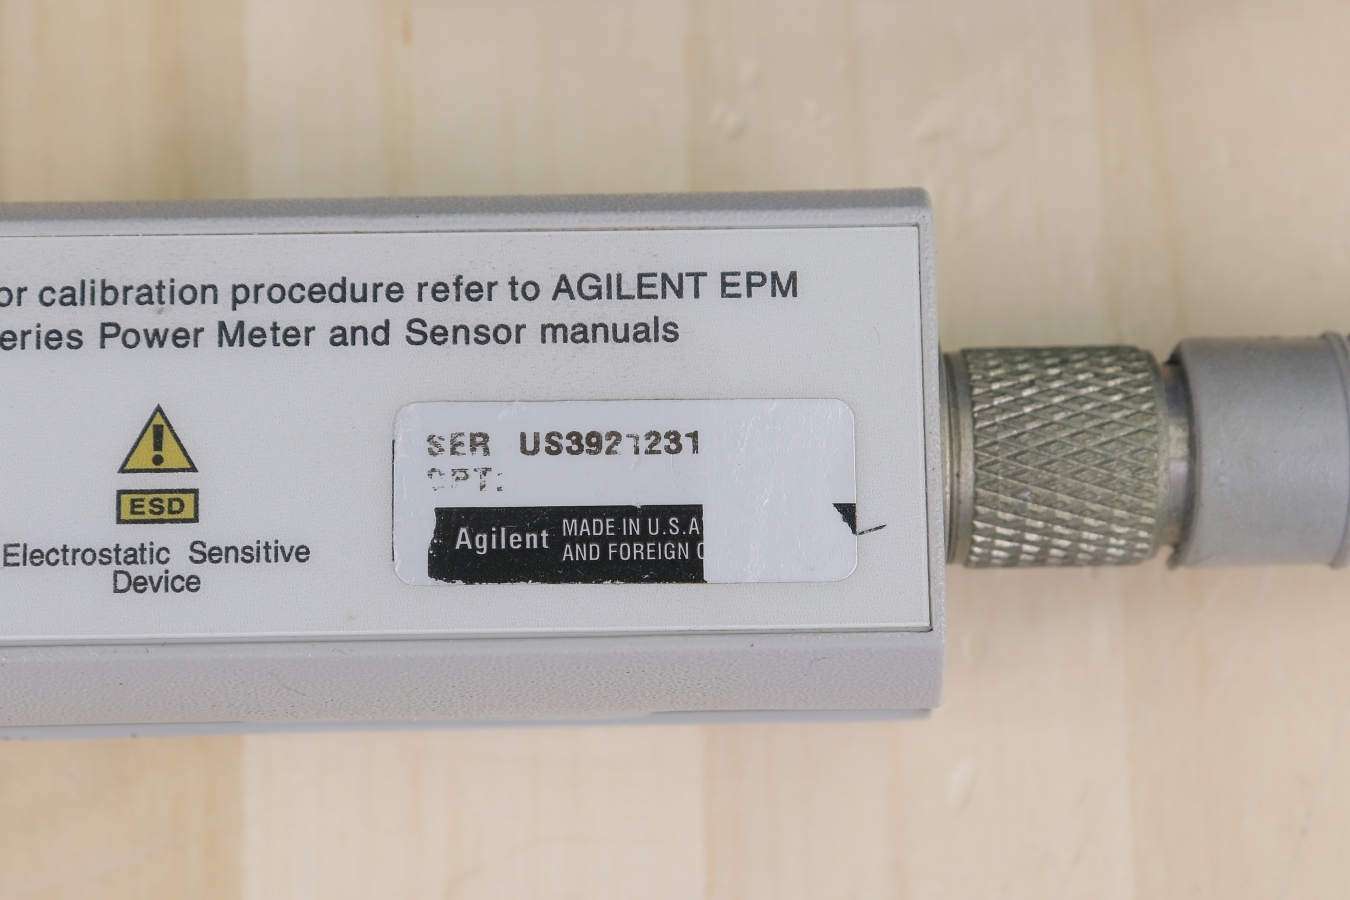 or calibration procedure refer to AGILENT EPM
eries Power Meter and Sensor manuals
!
ESD
Electrostatic Sensitive
Device
SER US3921231
OPT:
Agilent
MADE IN U.S.A
AND FOREIGN C